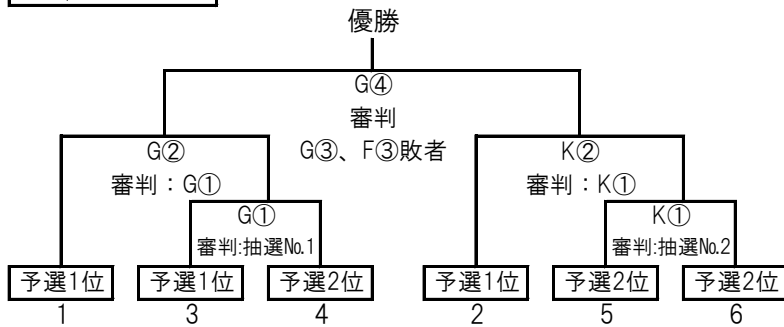 優勝
G④
審判
G③、F③敗者
G②
K②
審判：G①
審判：K①
G①
K①
審判:抽選№1
審判:抽選№2
予選1位
予選1位
予選2位
予選1位
予選2位
予選2位
1
3
4
2
5
6